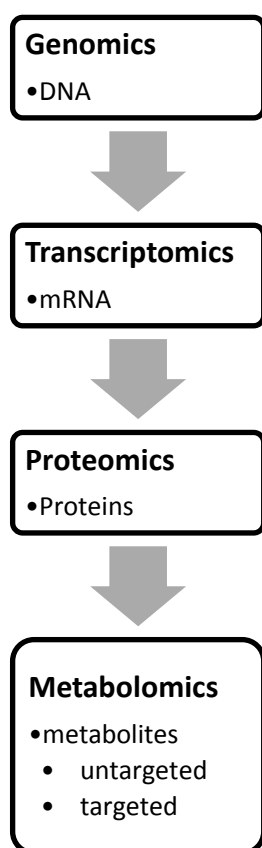 Genomics
•DNA
Transcriptomics
•mRNA
Proteomics
•Proteins
Metabolomics
•metabolites
• untargeted
• targeted